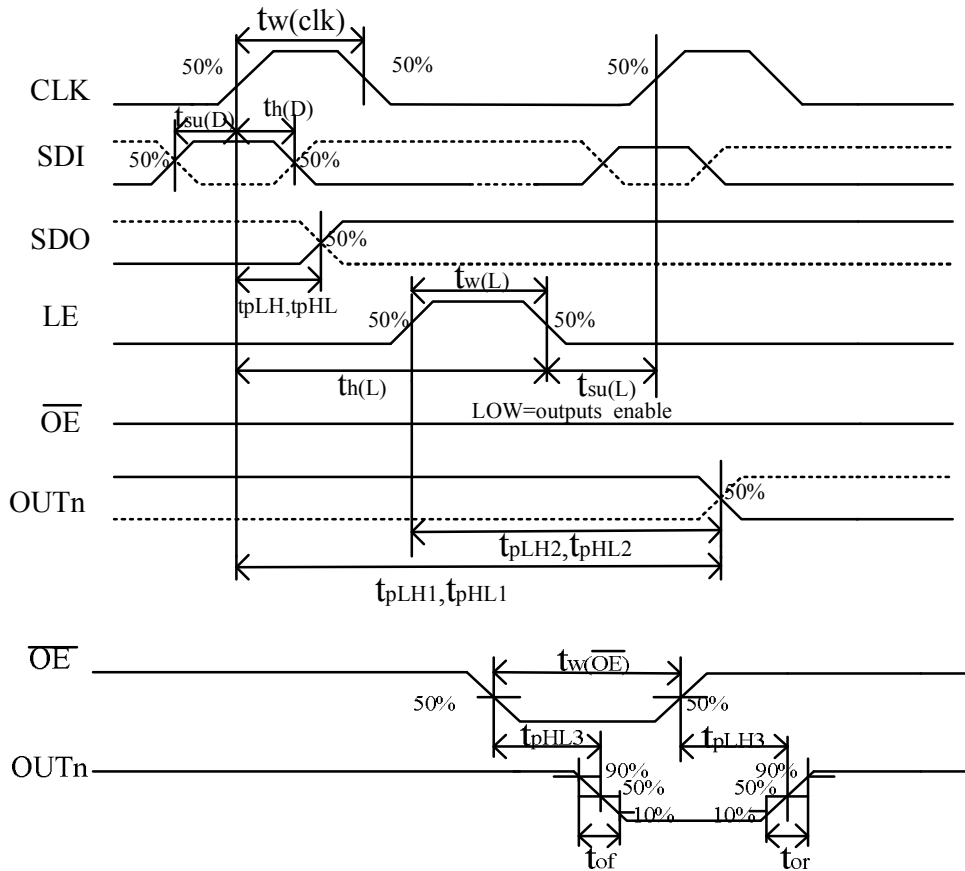 tw(clk)
50%
50%
50%
CLK
tsu(D)
th(D)
SDI
50%
50%
SDO
50%
tpLH,tpHL
tw(L)
LE
50%
50%
th(L)
tsu(L)
LOW=outputs enable
OE
OUTn
50%
tpLH2,tpHL2
tpLH1,tpHL1
OE
tw(OE)
50%
50%
tpHL3
tpLH3
OUTn
90%
90%
50%
50%
10%
10%
tof
tor